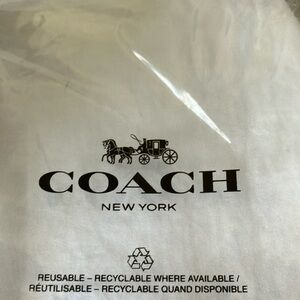 COACH
NEW YORK
REUSABLE – RECYCLABLE WHERE AVAILABLE /
RÉUTILISABLE – RECYCLABLE QUAND DISPONIBLE